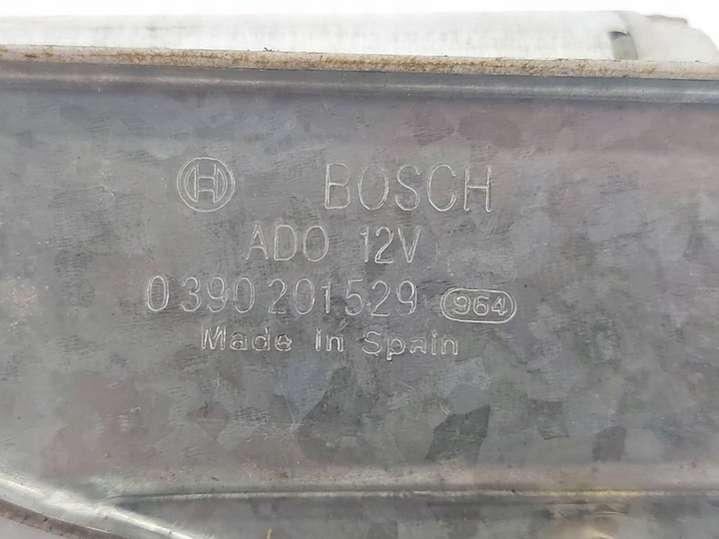 BOSCH
ADO 12V
0 390 201 529 964
Made in Spain